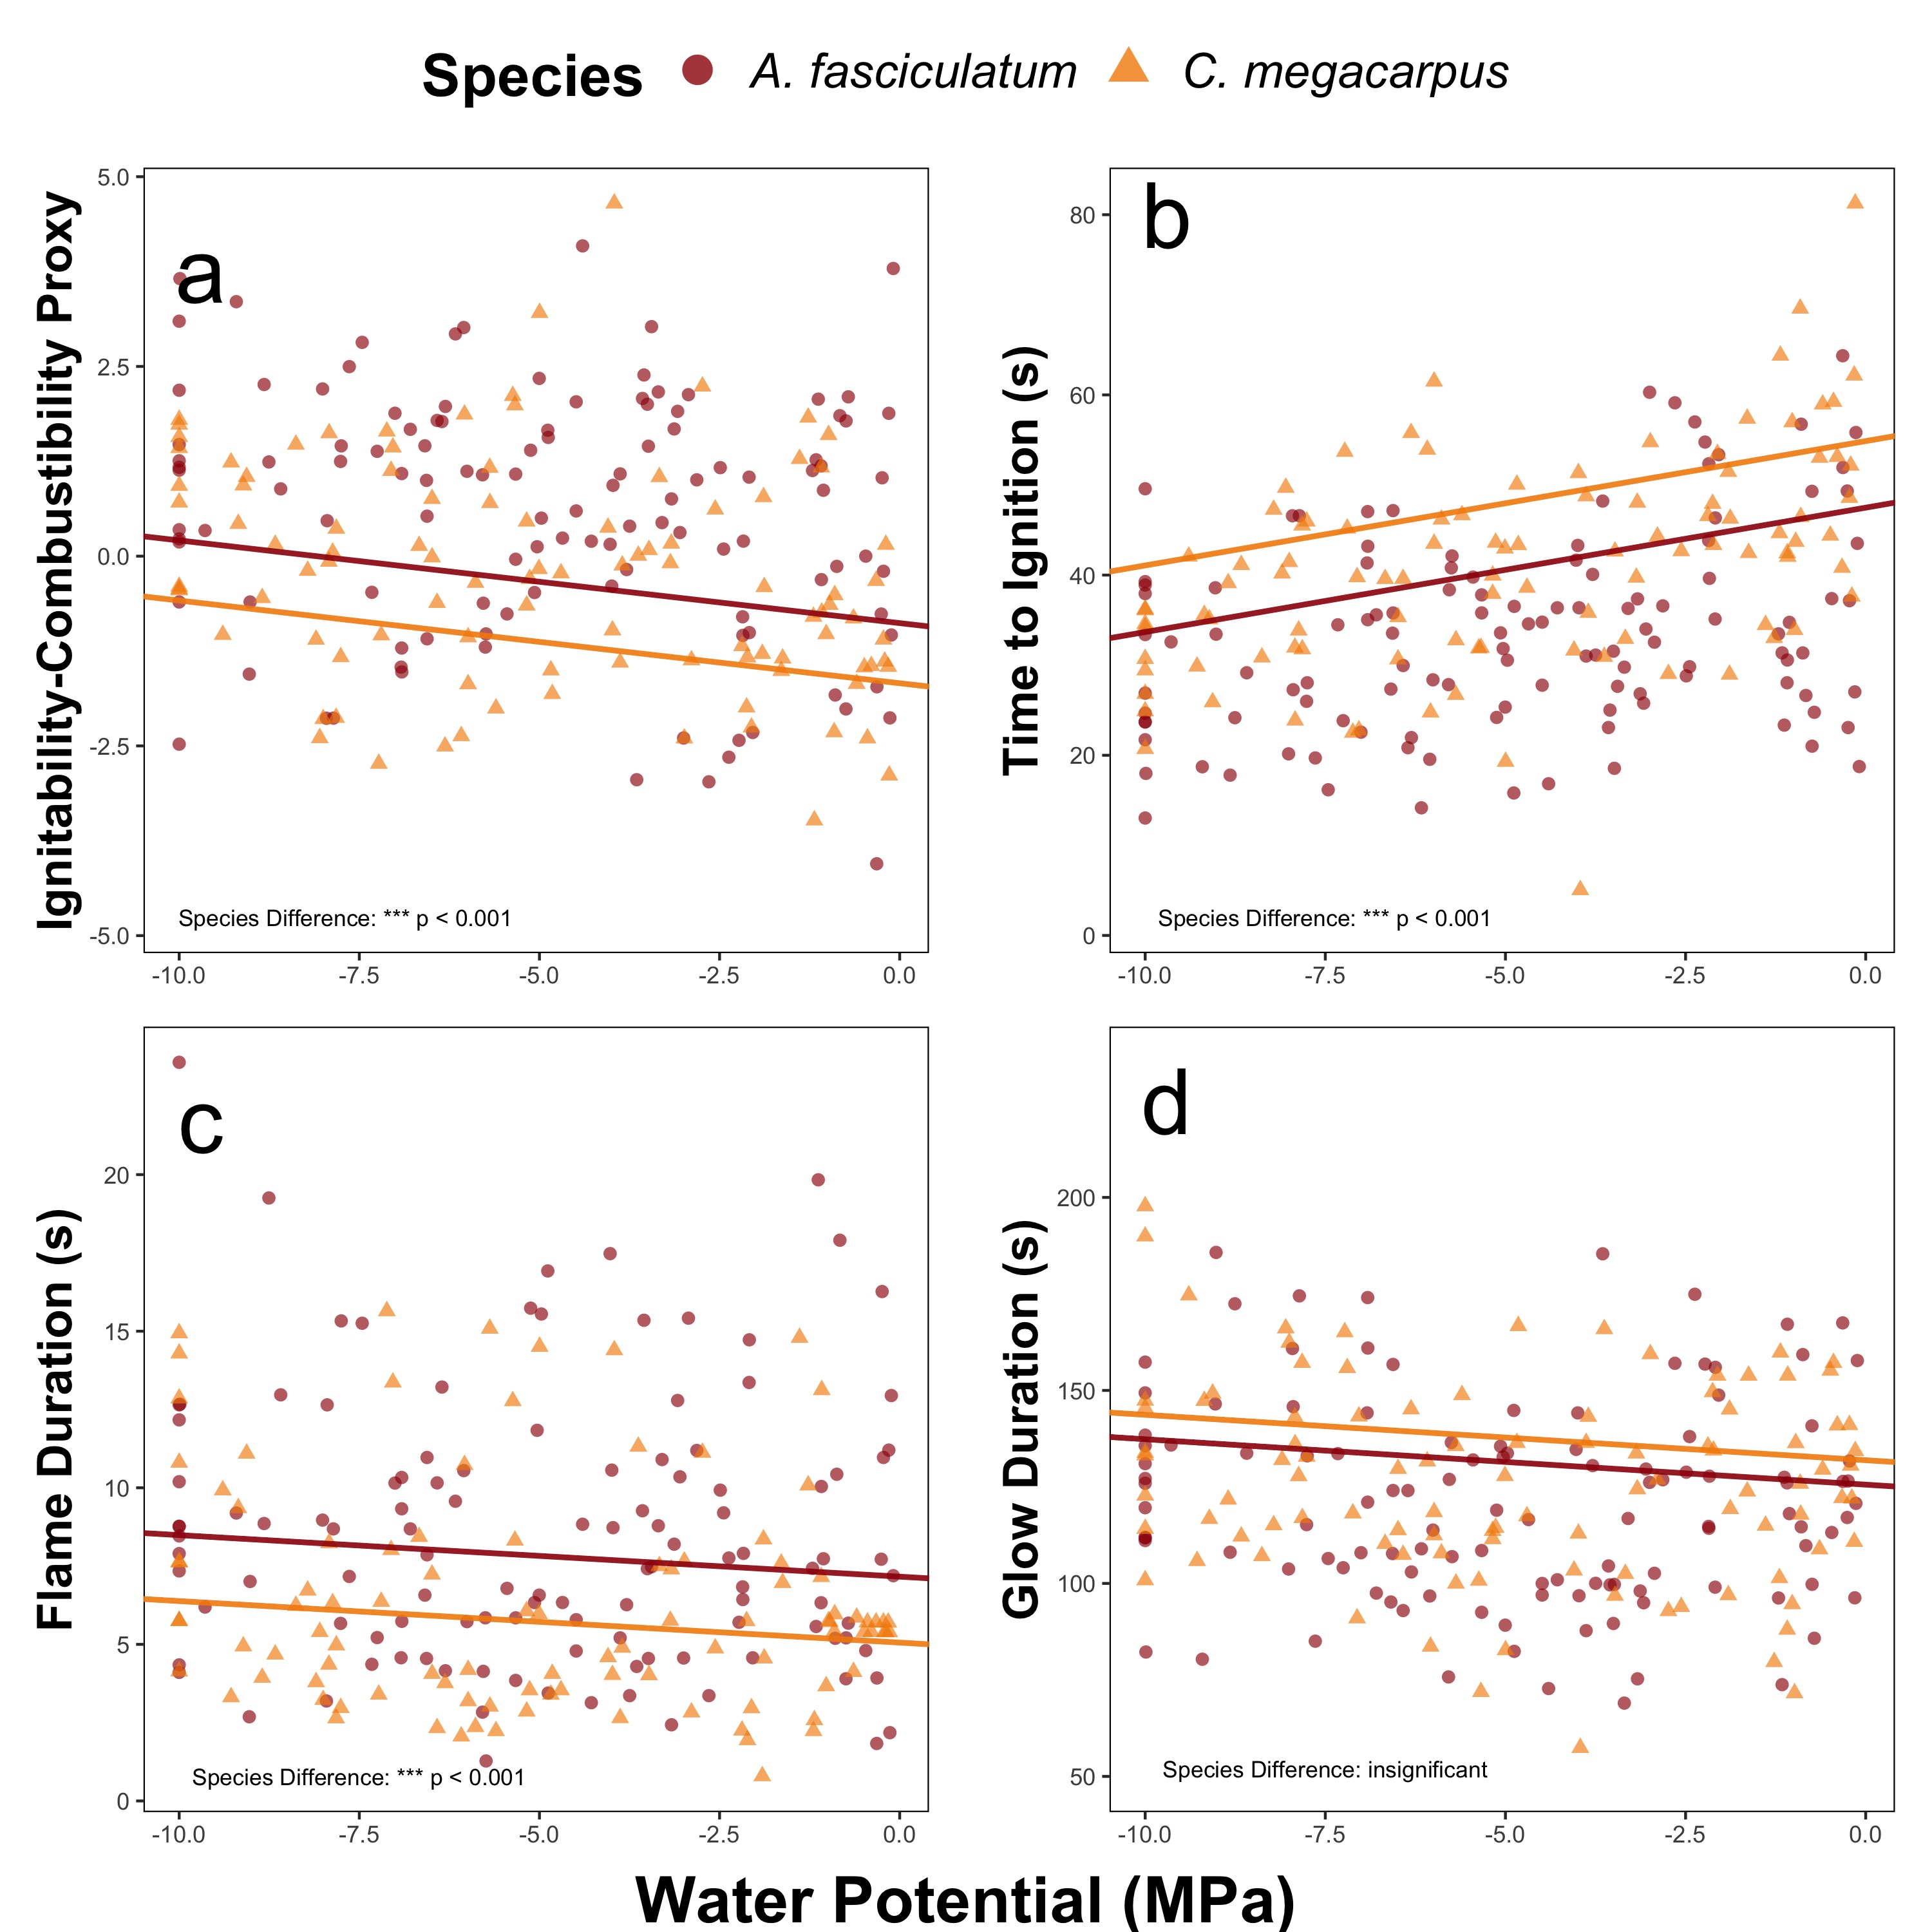 Species A. fasciculatum C. megacarpus
Ignitability-Combustibility Proxy
5.0
2.5
0.0
-2.5
-5.0
a
Species Difference: *** p < 0.001
-10.0 -7.5 -5.0 -2.5 0.0
Time to Ignition (s)
80
60
40
20
0
b
Species Difference: *** p < 0.001
-10.0 -7.5 -5.0 -2.5 0.0
Flame Duration (s)
20
15
10
5
0
c
Species Difference: *** p < 0.001
-10.0 -7.5 -5.0 -2.5 0.0
Glow Duration (s)
200
150
100
50
d
Species Difference: insignificant
-10.0 -7.5 -5.0 -2.5 0.0
Water Potential (MPa)